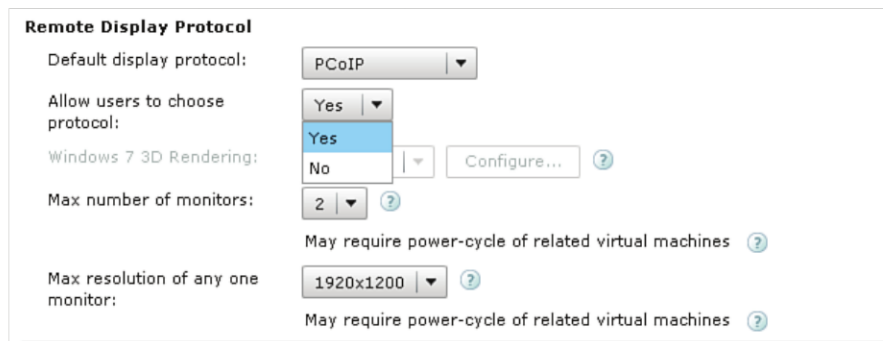 Remote Display Protocol
Default display protocol: PCoIP
Allow users to choose protocol: Yes
Yes
No
Windows 7 3D Rendering: Configure... ?
Max number of monitors: 2 ?
May require power-cycle of related virtual machines ?
Max resolution of any one monitor: 1920x1200 ?
May require power-cycle of related virtual machines ?